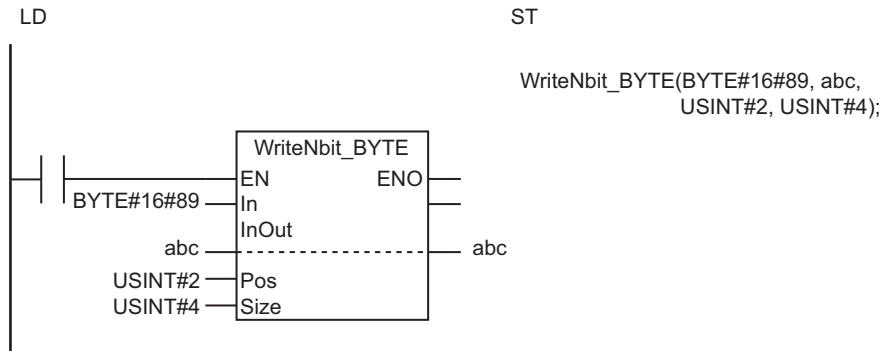 LD
ST
WriteNbit_BYTE(BYTE#16#89, abc,
USINT#2, USINT#4);
WriteNbit_BYTE
EN ENO
BYTE#16#89 In
InOut
abc abc
USINT#2 Pos
USINT#4 Size